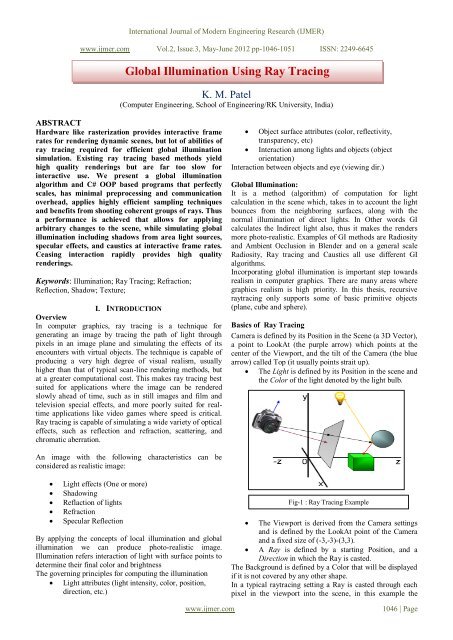 International Journal of Modern Engineering Research (IJMER)
www.ijmer.com Vol.2, Issue.3, May-June 2012 pp-1046-1051 ISSN: 2249-6645
Global Illumination Using Ray Tracing
K. M. Patel
(Computer Engineering, School of Engineering/RK University, India)
ABSTRACT
Hardware like rasterization provides interactive frame
rates for rendering dynamic scenes, but lot of abilities of
ray tracing required for efficient global illumination
simulation. Existing ray tracing based methods yield
high quality renderings but are far too slow for
interactive use. We present a global illumination
algorithm and C# OOP based programs that perfectly
scales, has minimal preprocessing and communication
overhead, applies highly efficient sampling techniques
and benefits from shooting coherent groups of rays. Thus
a performance is achieved that allows for applying
arbitrary changes to the scene, while simulating global
illumination including shadows from area light sources,
specular effects, and caustics at interactive frame rates.
Ceasing interaction rapidly provides high quality
renderings.
Keywords: Illumination; Ray Tracing; Refraction;
Reflection, Shadow; Texture;
I. INTRODUCTION
Overview
In computer graphics, ray tracing is a technique for
generating an image by tracing the path of light through
pixels in an image plane and simulating the effects of its
encounters with virtual objects. The technique is capable of
producing a very high degree of visual realism, usually
higher than that of typical scan-line rendering methods, but
at a greater computational cost. This makes ray tracing best
suited for applications where the image can be rendered
slowly ahead of time, such as in still images and film and
television special effects, and more poorly suited for real-
time applications like video games where speed is critical.
Ray tracing is capable of simulating a wide variety of optical
effects, such as reflection and refraction, scattering, and
chromatic aberration.
An image with the following characteristics can be
considered as realistic image:
• Light effects (One or more)
• Shadowing
• Reflaction of lights
• Refraction
• Specular Reflection
By applying the concepts of local illumination and global
illumination we can produce photo-realistic image.
Illumination refers interaction of light with surface points to
determine their final color and brightness
The governing principles for computing the illumination
• Light attributes (light intensity, color, position,
direction, etc.)
• Object surface attributes (color, reflectivity,
transparency, etc)
• Interaction among lights and objects (object
orientation)
Interaction between objects and eye (viewing dir.)
Global Illumination:
It is a method (algorithm) of computation for light
calculation in the scene which, takes in to account the light
bounces from the neighboring surfaces, along with the
normal illumination of direct lights. In Other words GI
calculates the Indirect light also, thus it makes the renders
more photo-realistic. Examples of GI methods are Radiosity
and Ambient Occlusion in Blender and on a general scale
Radiosity, Ray tracing and Caustics all use different GI
algorithms.
Incorporating global illumination is important step towards
realism in computer graphics. There are many areas where
graphics realism is high priority. In this thesis, recursive
raytracing only supports some of basic primitive objects
(plane, cube and sphere).
Basics of Ray Tracing
Camera is defined by its Position in the Scene (a 3D Vector),
a point to LookAt (the purple arrow) which points at the
center of the Viewport, and the tilt of the Camera (the blue
arrow) called Top (it usually points strait up).
• The Light is defined by its Position in the scene and
the Color of the light denoted by the light bulb.
y
-z 0 z
x
Fig-1 : Ray Tracing Example
• The Viewport is derived from the Camera settings
and is defined by the LookAt point of the Camera
and a fixed size of (-3,-3)-(3,3).
• A Ray is defined by a starting Position, and a
Direction in which the Ray is casted.
The Background is defined by a Color that will be displayed
if it is not covered by any other shape.
In a typical raytracing setting a Ray is casted through each
pixel in the viewport into the scene, in this example the
www.ijmer.com 1046 | Page